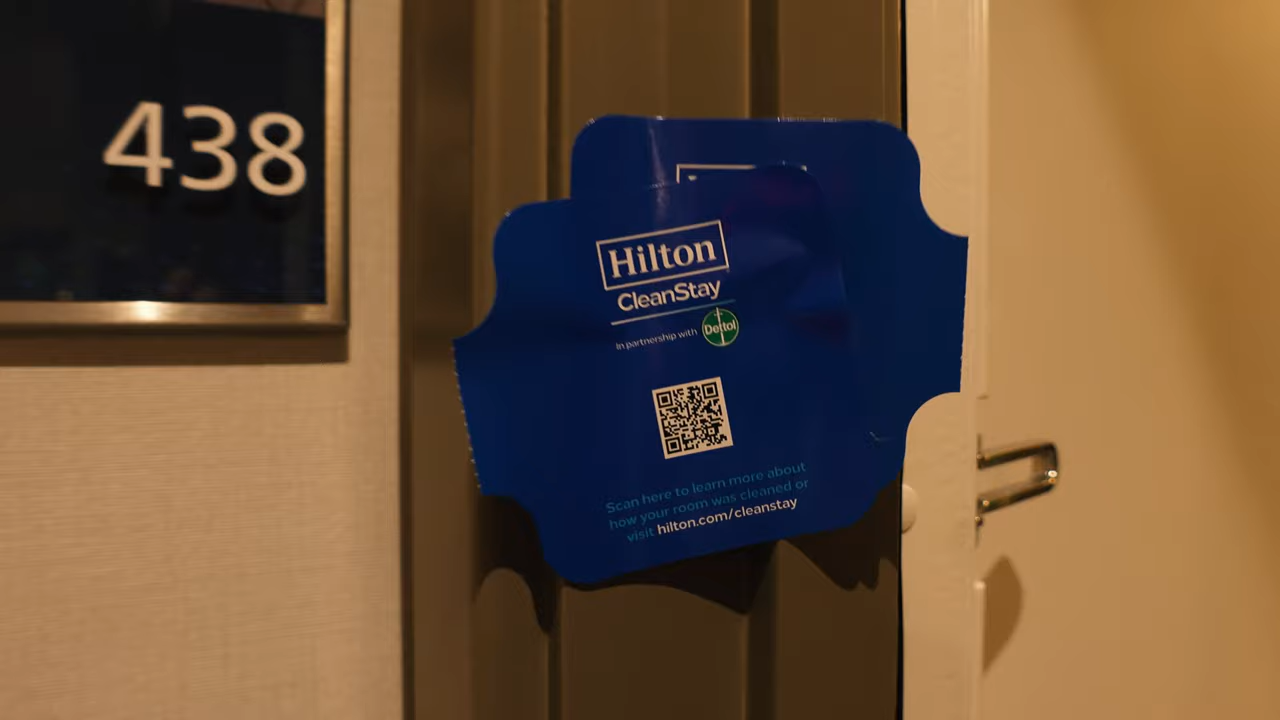 438
Hilton
CleanStay
In partnership with Dettol
Scan here to learn more about
how your room was cleaned or
visit hilton.com/cleanstay